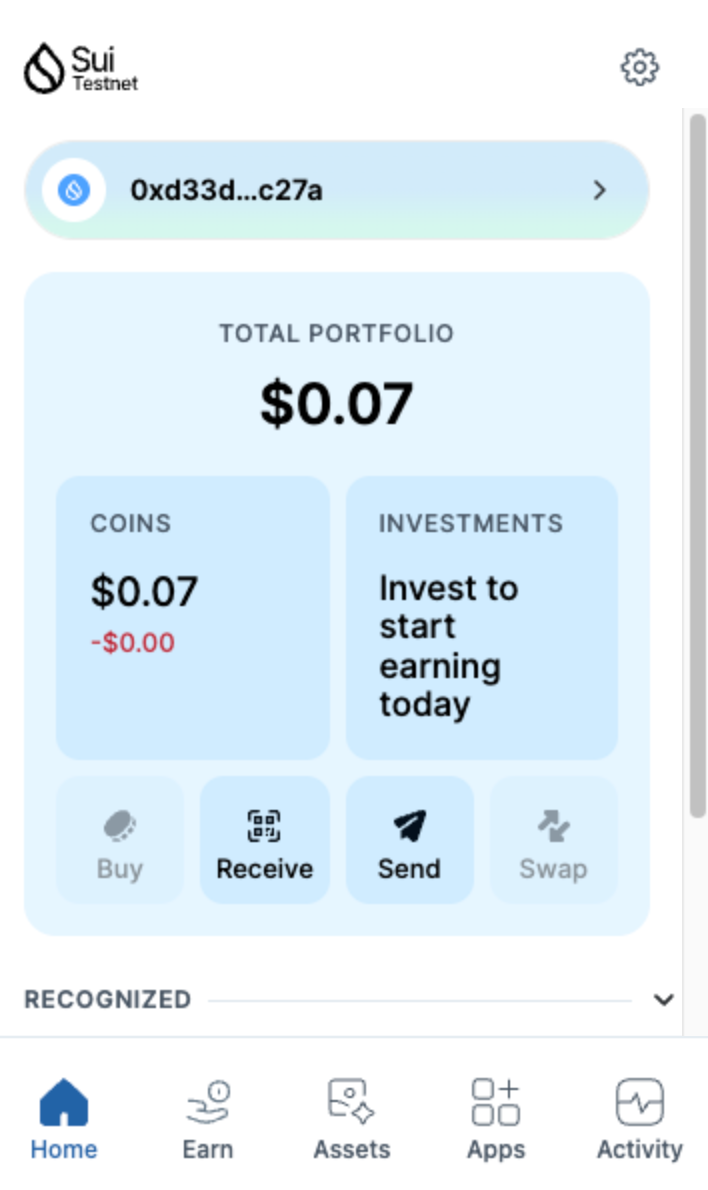 Sui
Testnet
0xd33d...c27a
TOTAL PORTFOLIO
$0.07
COINS
$0.07
-$0.00
INVESTMENTS
Invest to
start
earning
today
Buy
Receive
Send
Swap
RECOGNIZED
Home
Earn
Assets
Apps
Activity